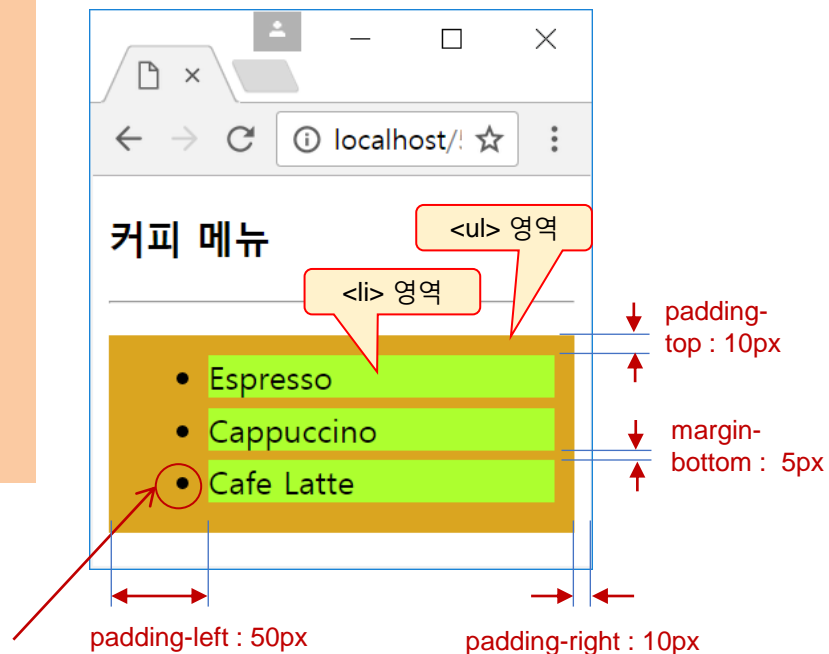 localhost/!
커피 메뉴
<ul> 영역
<li> 영역
padding-
top : 10px
Espresso
Cappuccino
margin-
bottom : 5px
Cafe Latte
padding-left : 50px
padding-right : 10px